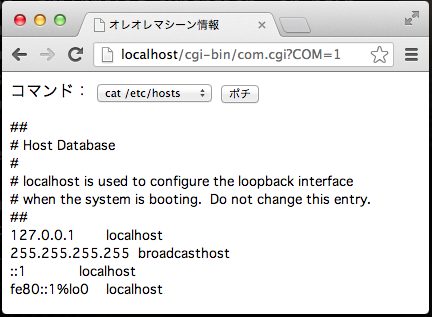 オレオレマシーン情報
localhost/cgi-bin/com.cgi?COM=1
コマンド： cat /etc/hosts ポチ
##
# Host Database
#
# localhost is used to configure the loopback interface
# when the system is booting.  Do not change this entry.
##
127.0.0.1 localhost
255.255.255.255 broadcasthost
::1 localhost
fe80::1%lo0 localhost